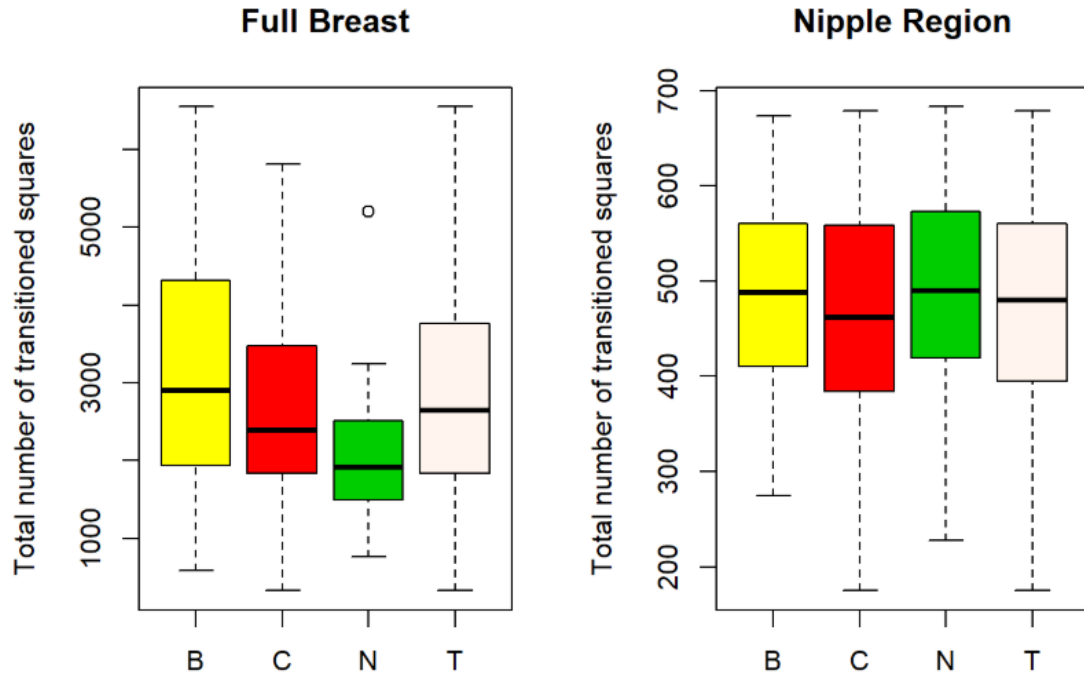 Full Breast
Total number of transitioned squares
5000
3000
1000
B C N T
Nipple Region
Total number of transitioned squares
700
600
500
400
300
200
B C N T